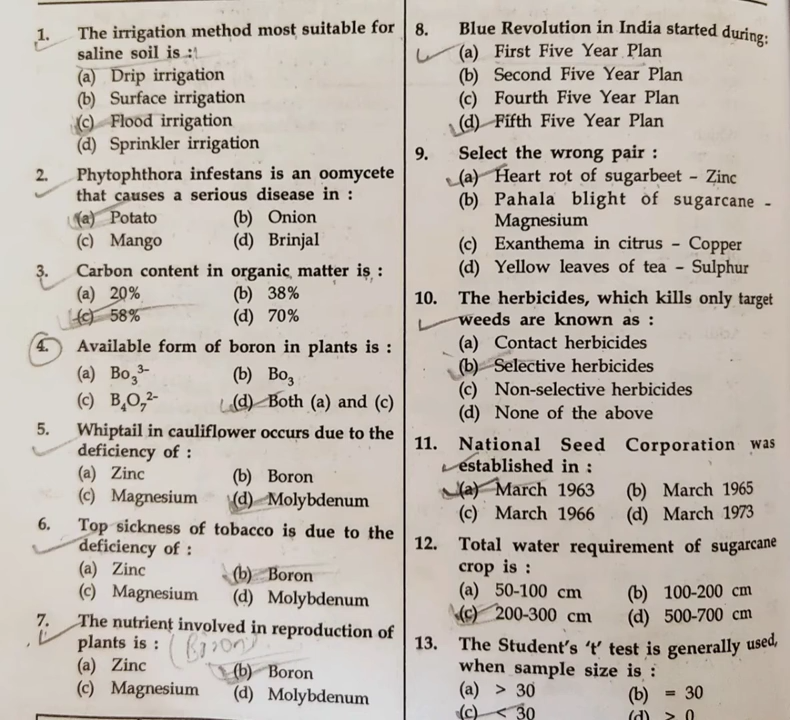 1. The irrigation method most suitable for
saline soil is :
(a) Drip irrigation
(b) Surface irrigation
(c) Flood irrigation
(d) Sprinkler irrigation
2. Phytophthora infestans is an oomycete
that causes a serious disease in :
(a) Potato (b) Onion
(c) Mango (d) Brinjal
3. Carbon content in organic matter is :
(a) 20% (b) 38%
(c) 58% (d) 70%
4. Available form of boron in plants is :
(a) Bo₃³⁻ (b) Bo₃
(c) B₄O₇²⁻ (d) Both (a) and (c)
5. Whiptail in cauliflower occurs due to the
deficiency of :
(a) Zinc (b) Boron
(c) Magnesium (d) Molybdenum
6. Top sickness of tobacco is due to the
deficiency of :
(a) Zinc (b) Boron
(c) Magnesium (d) Molybdenum
7. The nutrient involved in reproduction of
plants is : (Boron)
(a) Zinc (b) Boron
(c) Magnesium (d) Molybdenum
8. Blue Revolution in India started during:
(a) First Five Year Plan
(b) Second Five Year Plan
(c) Fourth Five Year Plan
(d) Fifth Five Year Plan
9. Select the wrong pair :
(a) Heart rot of sugarbeet - Zinc
(b) Pahala blight of sugarcane -
Magnesium
(c) Exanthema in citrus - Copper
(d) Yellow leaves of tea - Sulphur
10. The herbicides, which kills only target
weeds are known as :
(a) Contact herbicides
(b) Selective herbicides
(c) Non-selective herbicides
(d) None of the above
11. National Seed Corporation was
established in :
(a) March 1963 (b) March 1965
(c) March 1966 (d) March 1973
12. Total water requirement of sugarcane
crop is :
(a) 50-100 cm (b) 100-200 cm
(c) 200-300 cm (d) 500-700 cm
13. The Student's 't' test is generally used,
when sample size is :
(a) > 30 (b) = 30
(c) < 30 (d) > 0